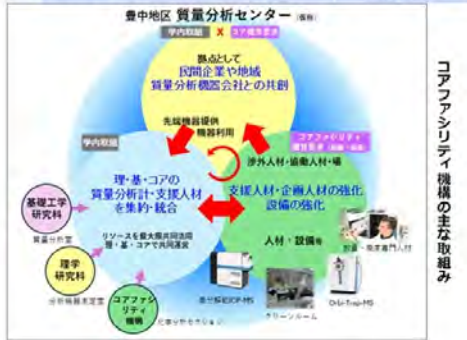 豊中地区 質量分析センター (仮称)
学内取組 X コア機構要求
拠点として
民間企業や地域
質量分析機器会社との共創
先端機器提供
機器利用
学内取組
コアファシリティ
渉外人材・協働人材・場
理・基・コアの
質量分析計・支援人材
を集約・統合
支援人材・企画人材の強化
設備の強化
リソースを最大限共同活用
理・基・コアで共同運営
人材・設備等
基礎工学
研究科
質量分析室
理学
研究科
分析機器測定室
コアファシ
リティ
機構
クリーンルーム
Orbi-Trap-MS
コアファシリティ機構の主な取組み